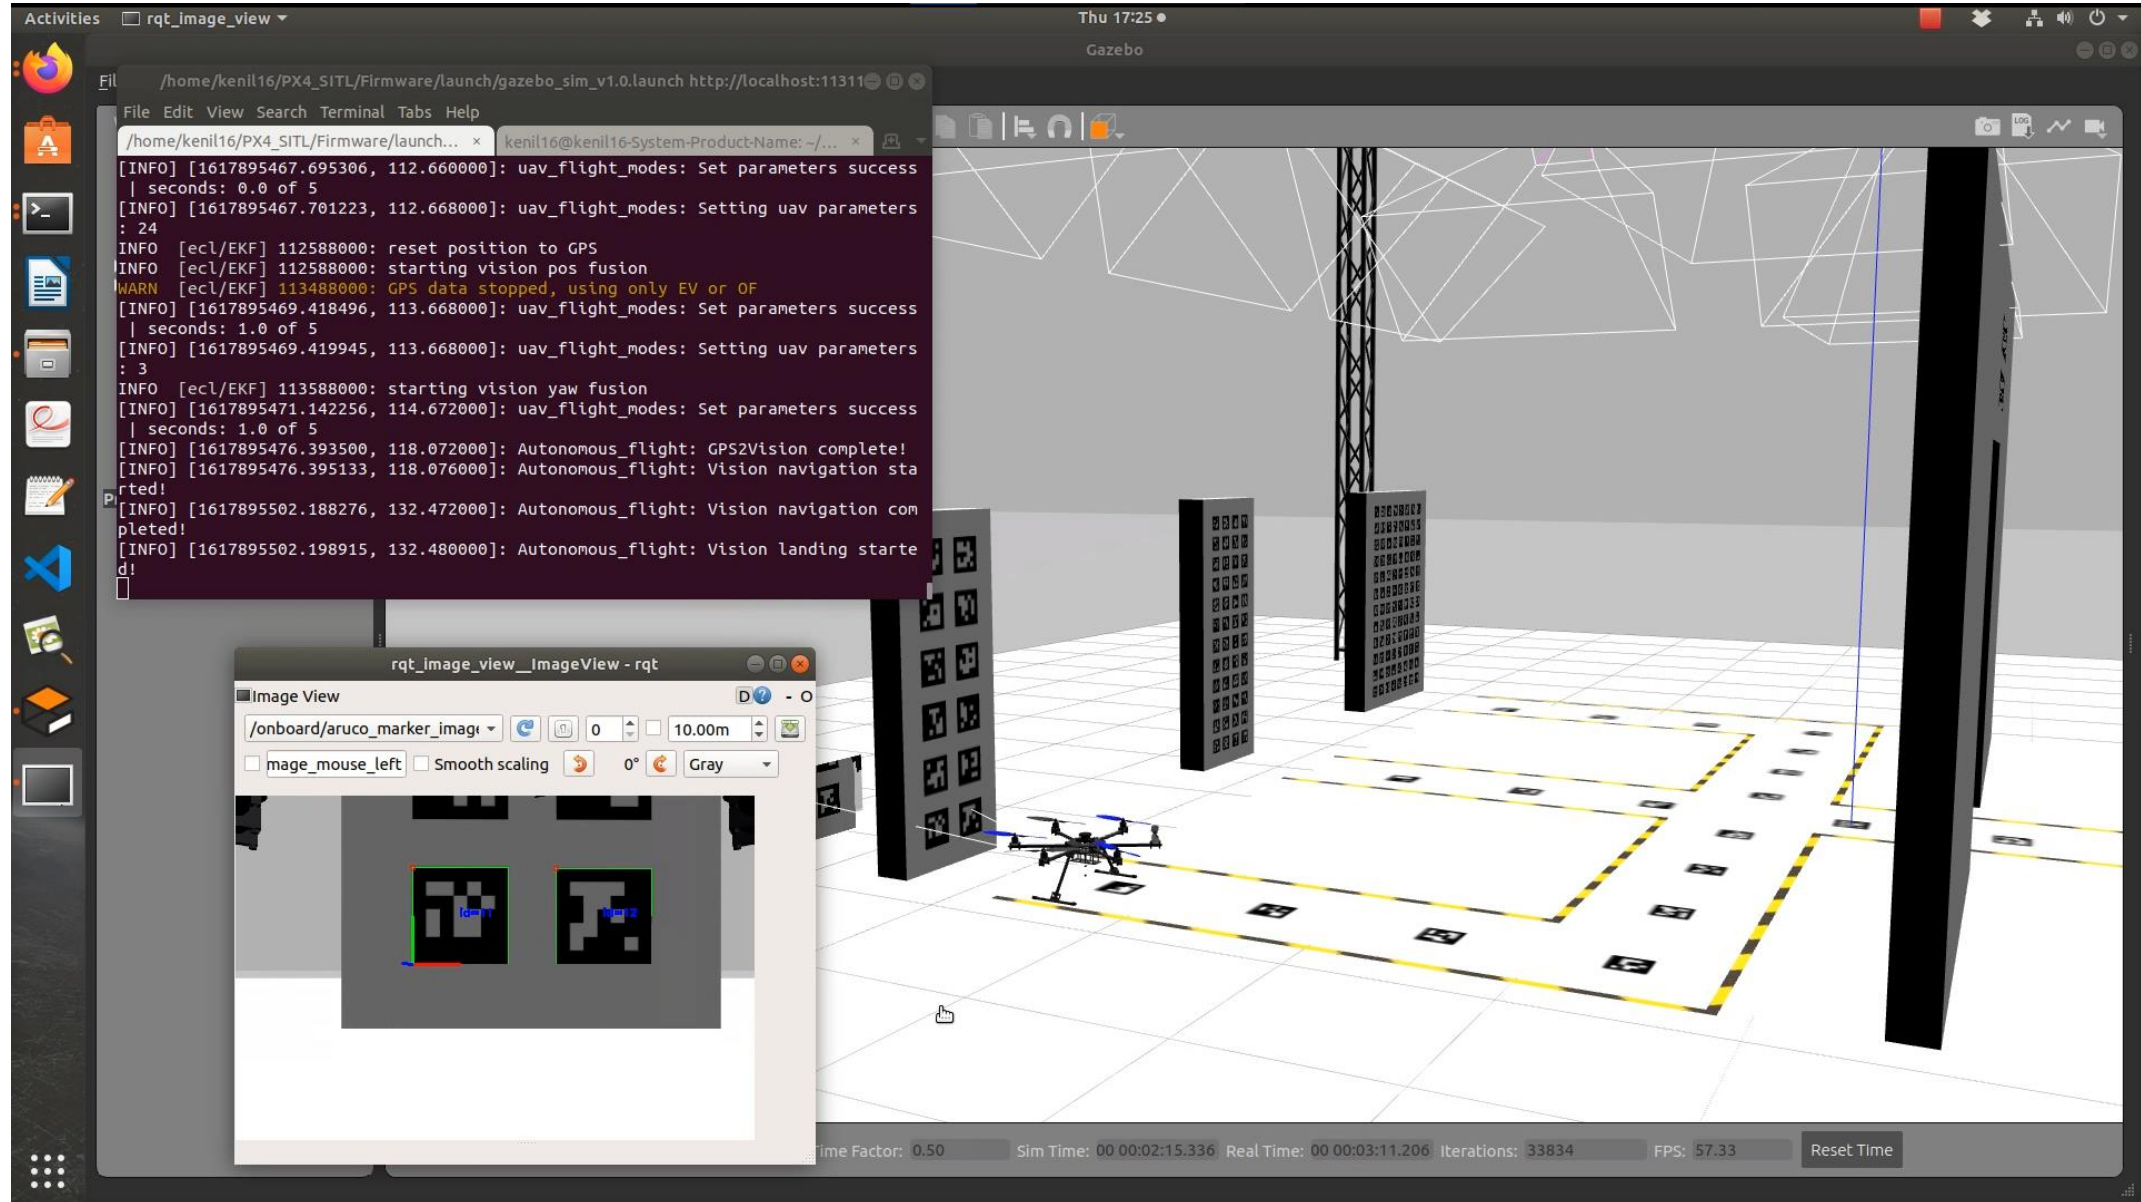 Activities rqt_image_view Thu 17:25
Gazebo
/home/kenil16/PX4_SITL/Firmware/launch/gazebo_sim_v1.0.launch http://localhost:11311
File Edit View Search Terminal Tabs Help
/home/kenil16/PX4_SITL/Firmware/launch... × kenil16@kenil16-System-Product-Name: ~/... ×
LOG
[INFO] [1617895467.695306, 112.660000]: uav_flight_modes: Set parameters success
| seconds: 0.0 of 5
[INFO] [1617895467.701223, 112.668000]: uav_flight_modes: Setting uav parameters
: 24
INFO [ecl/EKF] 112588000: reset position to GPS
INFO [ecl/EKF] 112588000: starting vision pos fusion
WARN [ecl/EKF] 113488000: GPS data stopped, using only EV or OF
[INFO] [1617895469.418496, 113.668000]: uav_flight_modes: Set parameters success
| seconds: 1.0 of 5
[INFO] [1617895469.419945, 113.668000]: uav_flight_modes: Setting uav parameters
: 3
INFO [ecl/EKF] 113588000: starting vision yaw fusion
[INFO] [1617895471.142256, 114.672000]: uav_flight_modes: Set parameters success
| seconds: 1.0 of 5
[INFO] [1617895476.393500, 118.072000]: Autonomous_flight: GPS2Vision complete!
[INFO] [1617895476.395133, 118.076000]: Autonomous_flight: Vision navigation sta
rted!
[INFO] [1617895502.188276, 132.472000]: Autonomous_flight: Vision navigation com
pleted!
[INFO] [1617895502.198915, 132.480000]: Autonomous_flight: Vision landing starte
d!
rqt_image_view__ImageView - rqt
Image View D - O
/onboard/aruco_marker_image 0 10.00m
mage_mouse_left Smooth scaling 0° Gray
id=11 id=12
ime Factor: 0.50 Sim Time: 00 00:02:15.336 Real Time: 00 00:03:11.206 Iterations: 33834 FPS: 57.33 Reset Time